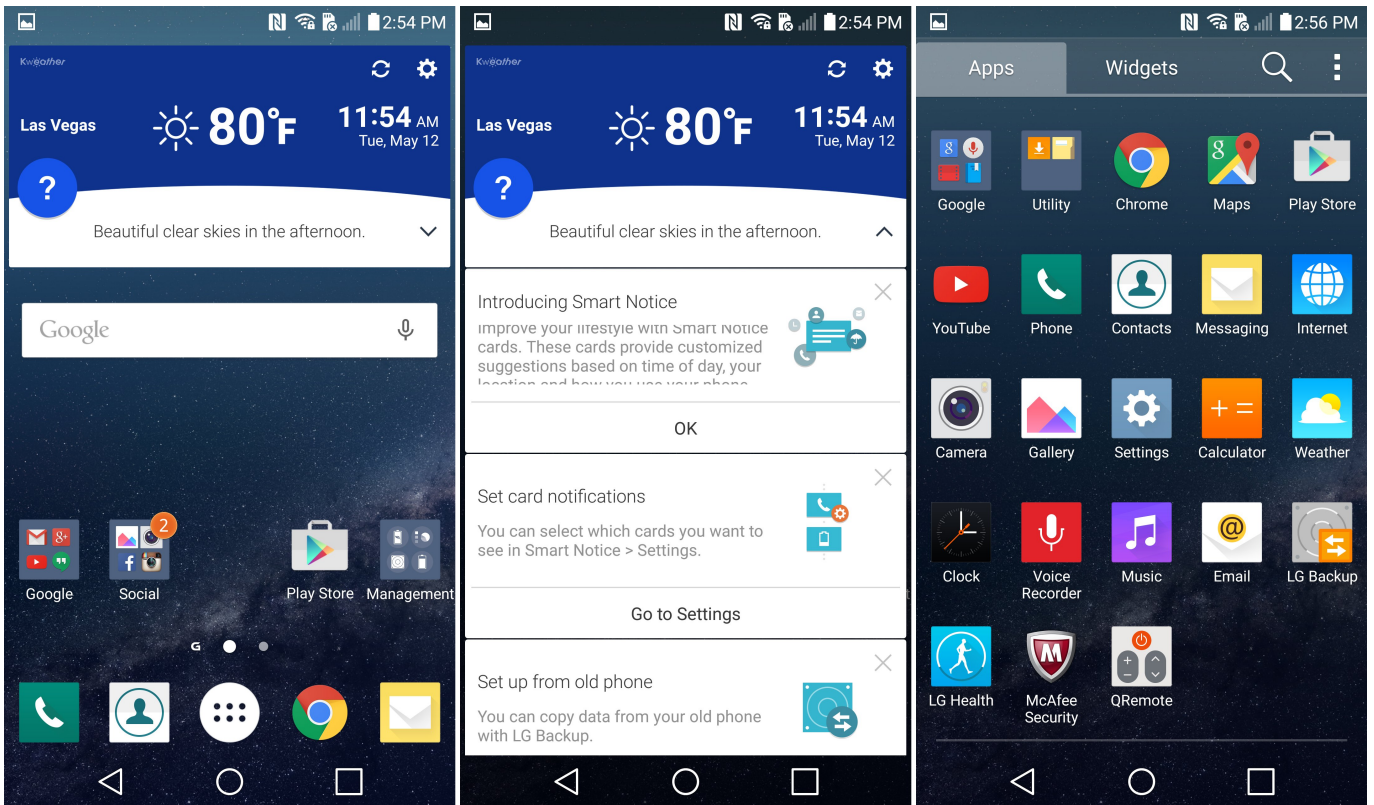 2:54 PM
Kweather
Las Vegas
80°F
11:54 AM
Tue, May 12
?
Beautiful clear skies in the afternoon.
Google
2
Google
Social
Play Store
Management
G
2:54 PM
Kweather
Las Vegas
80°F
11:54 AM
Tue, May 12
?
Beautiful clear skies in the afternoon.
Introducing Smart Notice
improve your lifestyle with Smart Notice
cards. These cards provide customized
suggestions based on time of day, your
location and how you use your phone
OK
Set card notifications
You can select which cards you want to
see in Smart Notice > Settings.
Go to Settings
Set up from old phone
You can copy data from your old phone
with LG Backup.
2:56 PM
Apps
Widgets
Google
Utility
Chrome
Maps
Play Store
YouTube
Phone
Contacts
Messaging
Internet
Camera
Gallery
Settings
Calculator
Weather
Clock
Voice
Recorder
Music
Email
LG Backup
LG Health
McAfee
Security
QRemote